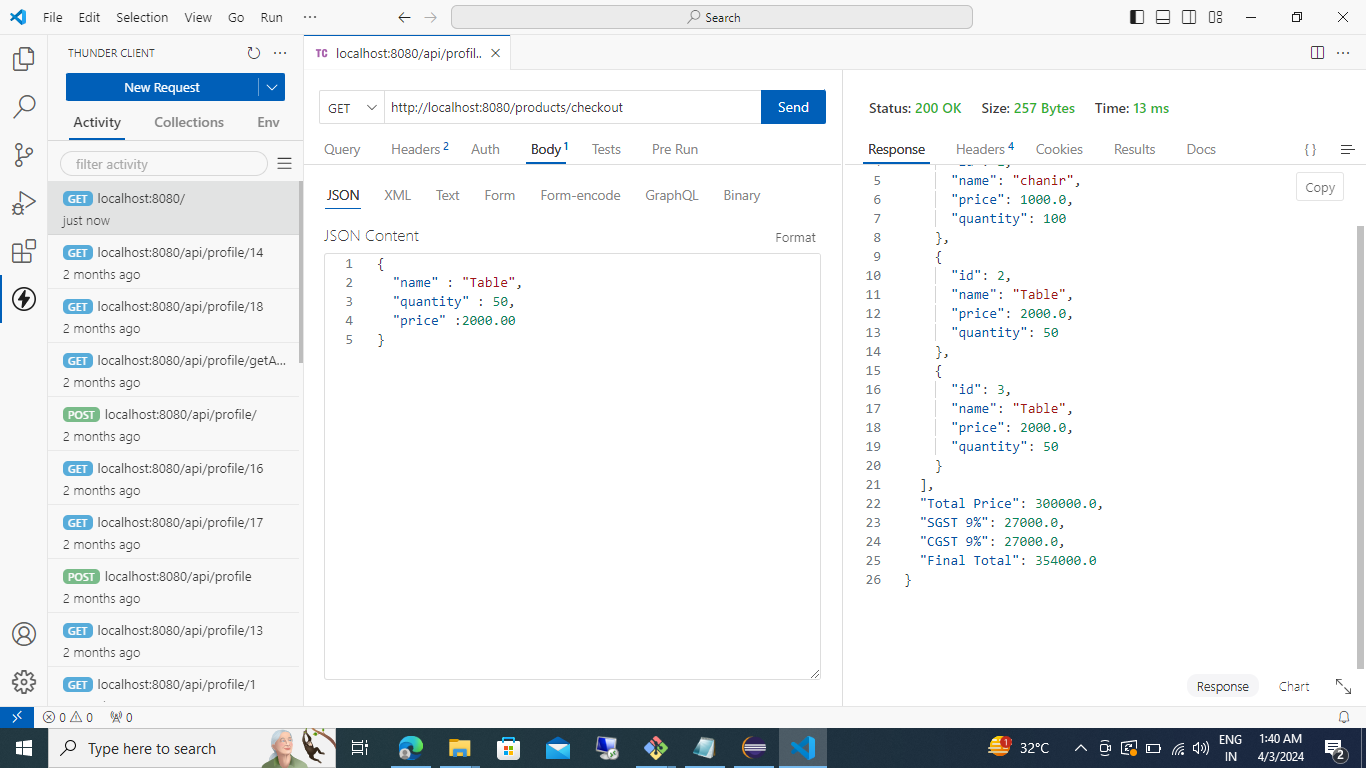 File Edit Selection View Go Run ···
Search
THUNDER CLIENT
New Request
Activity Collections Env
filter activity
GET localhost:8080/
just now
GET localhost:8080/api/profile/14
2 months ago
GET localhost:8080/api/profile/18
2 months ago
GET localhost:8080/api/profile/getA...
2 months ago
POST localhost:8080/api/profile/
2 months ago
GET localhost:8080/api/profile/16
2 months ago
GET localhost:8080/api/profile/17
2 months ago
POST localhost:8080/api/profile
2 months ago
GET localhost:8080/api/profile/13
2 months ago
GET localhost:8080/api/profile/1
TC localhost:8080/api/profil..
GET http://localhost:8080/products/checkout Send
Query Headers 2 Auth Body 1 Tests Pre Run
JSON XML Text Form Form-encode GraphQL Binary
JSON Content Format
1 {
2 "name" : "Table",
3 "quantity" : 50,
4 "price" :2000.00
5 }
Status: 200 OK Size: 257 Bytes Time: 13 ms
Response Headers 4 Cookies Results Docs { }
Copy
5 "name": "chanir",
6 "price": 1000.0,
7 "quantity": 100
8 },
9 {
10 "id": 2,
11 "name": "Table",
12 "price": 2000.0,
13 "quantity": 50
14 },
15 {
16 "id": 3,
17 "name": "Table",
18 "price": 2000.0,
19 "quantity": 50
20 }
21 ],
22 "Total Price": 300000.0,
23 "SGST 9%": 27000.0,
24 "CGST 9%": 27000.0,
25 "Final Total": 354000.0
26 }
Response Chart
0 0 0
Type here to search
1 32°C ENG IN 1:40 AM 4/3/2024 2